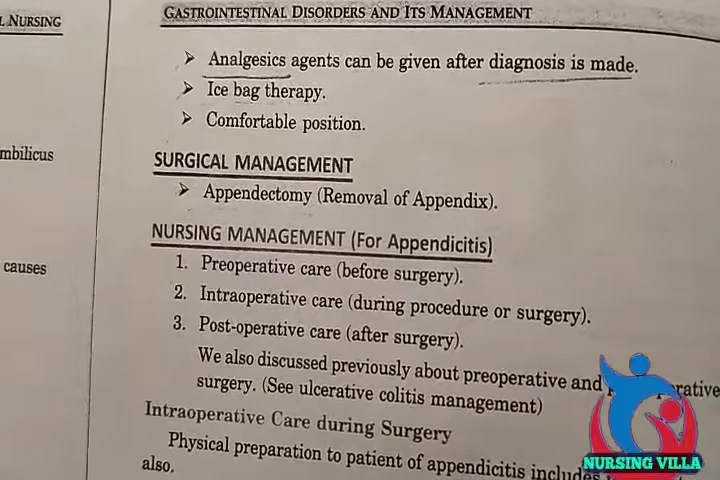 L NURSING
GASTROINTESTINAL DISORDERS AND ITS MANAGEMENT
➤ Analgesics agents can be given after diagnosis is made.
➤ Ice bag therapy.
➤ Comfortable position.
mbilicus
SURGICAL MANAGEMENT
➤ Appendectomy (Removal of Appendix).
NURSING MANAGEMENT (For Appendicitis)
causes
1. Preoperative care (before surgery).
2. Intraoperative care (during procedure or surgery).
3. Post-operative care (after surgery).
We also discussed previously about preoperative and
surgery. (See ulcerative colitis management)
Intraoperative Care during Surgery
Physical preparation to patient of appendicitis includes
also.
NURSING VILLA